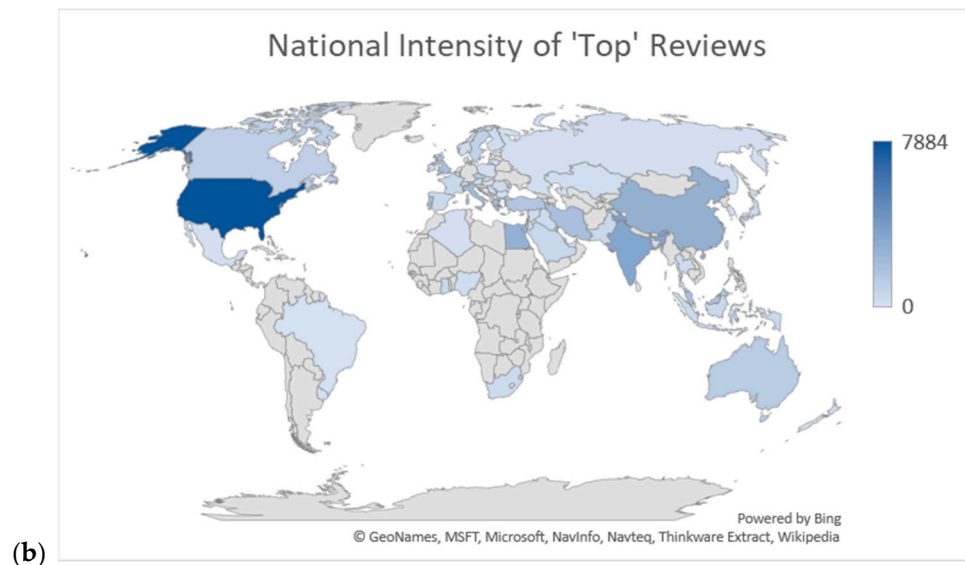 National Intensity of 'Top' Reviews
7884
0
Powered by Bing
© GeoNames, MSFT, Microsoft, NavInfo, Navteq, Thinkware Extract, Wikipedia
(b)